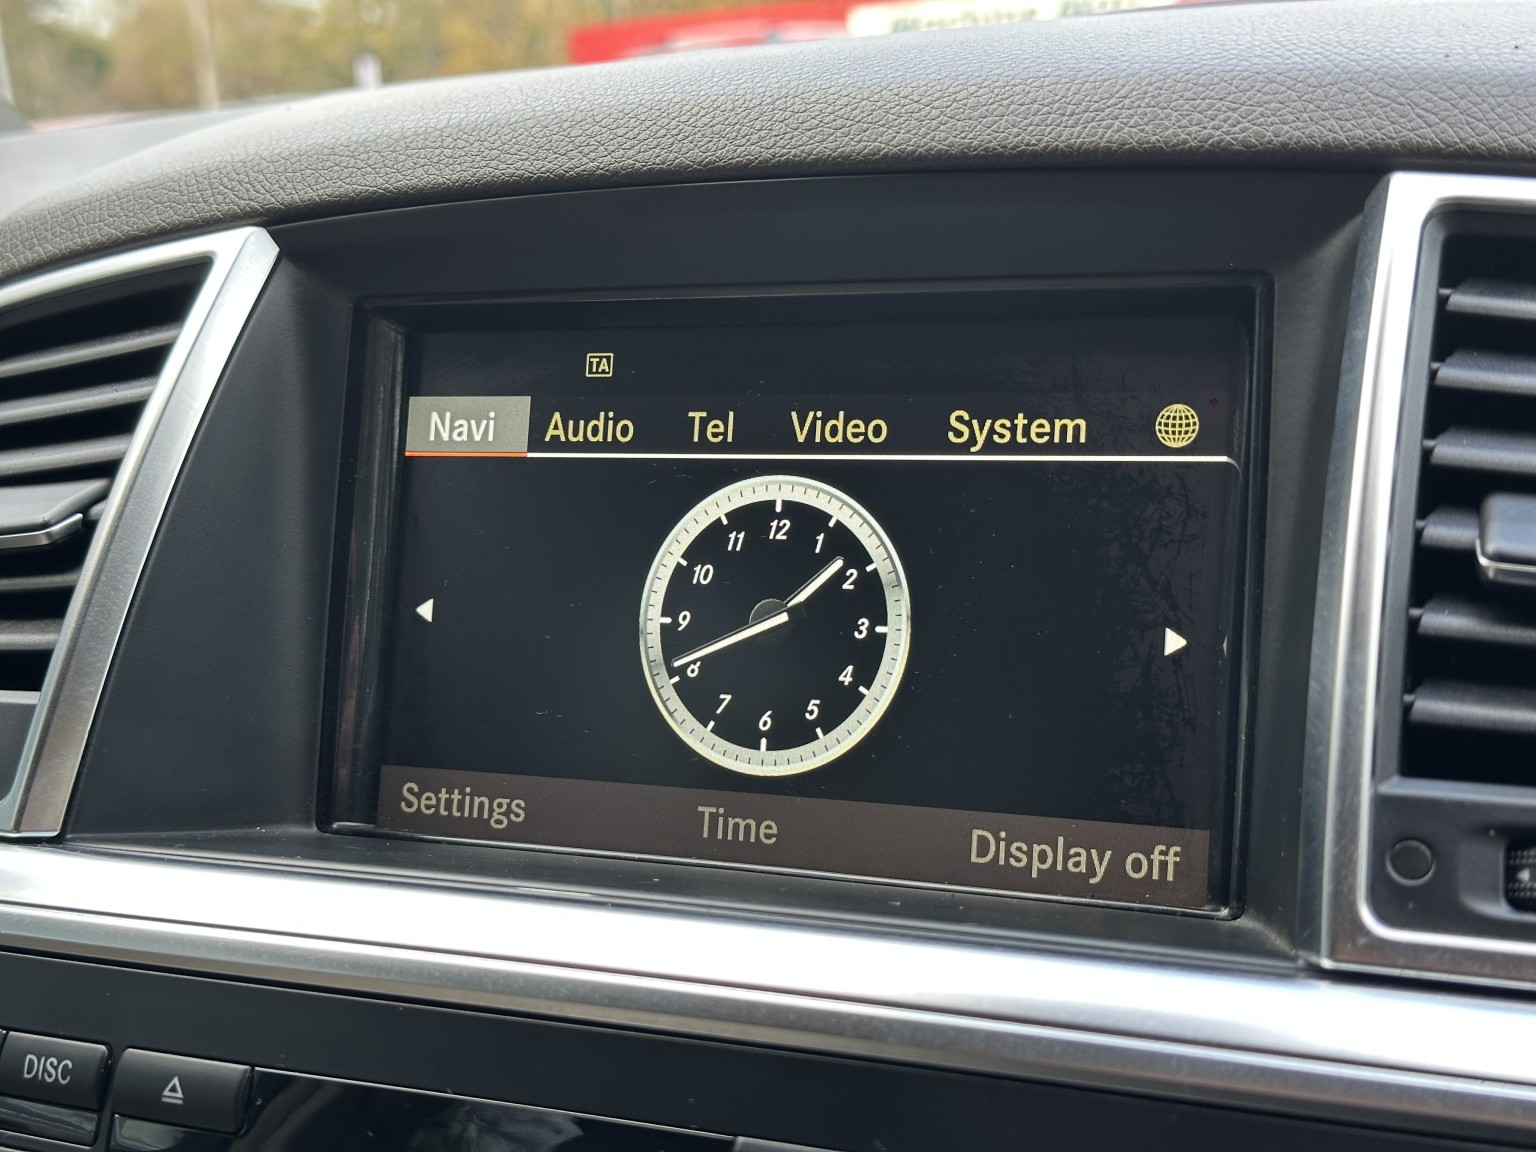 TA
Navi Audio Tel Video System
12
11 1
10 2
9 3
8 4
7 5
6
Settings Time Display off
DISC